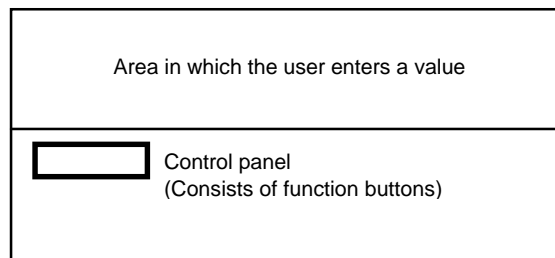 Area in which the user enters a value
Control panel
(Consists of function buttons)